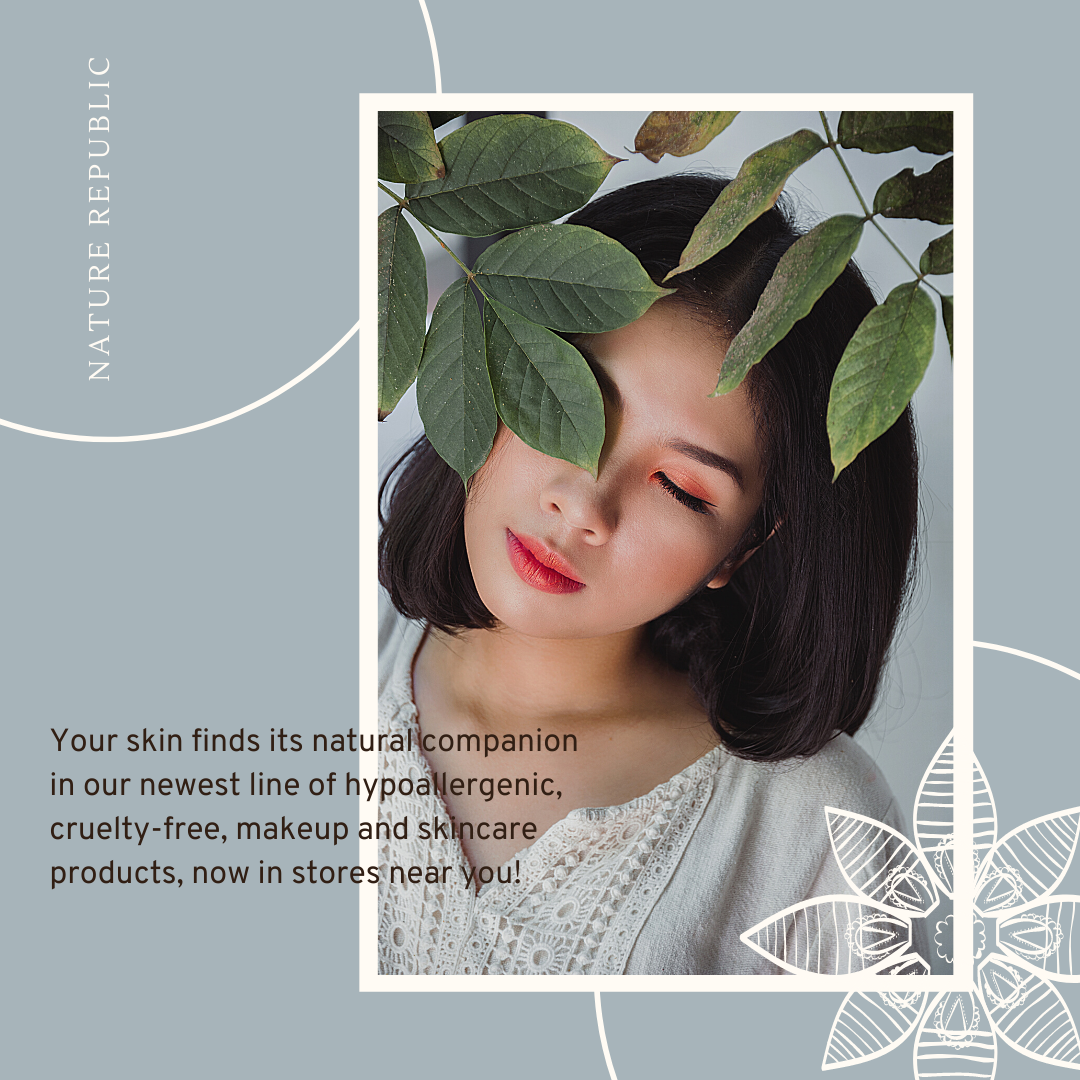 NATURE REPUBLIC
Your skin finds its natural companion
in our newest line of hypoallergenic,
cruelty-free, makeup and skincare
products, now in stores near you!